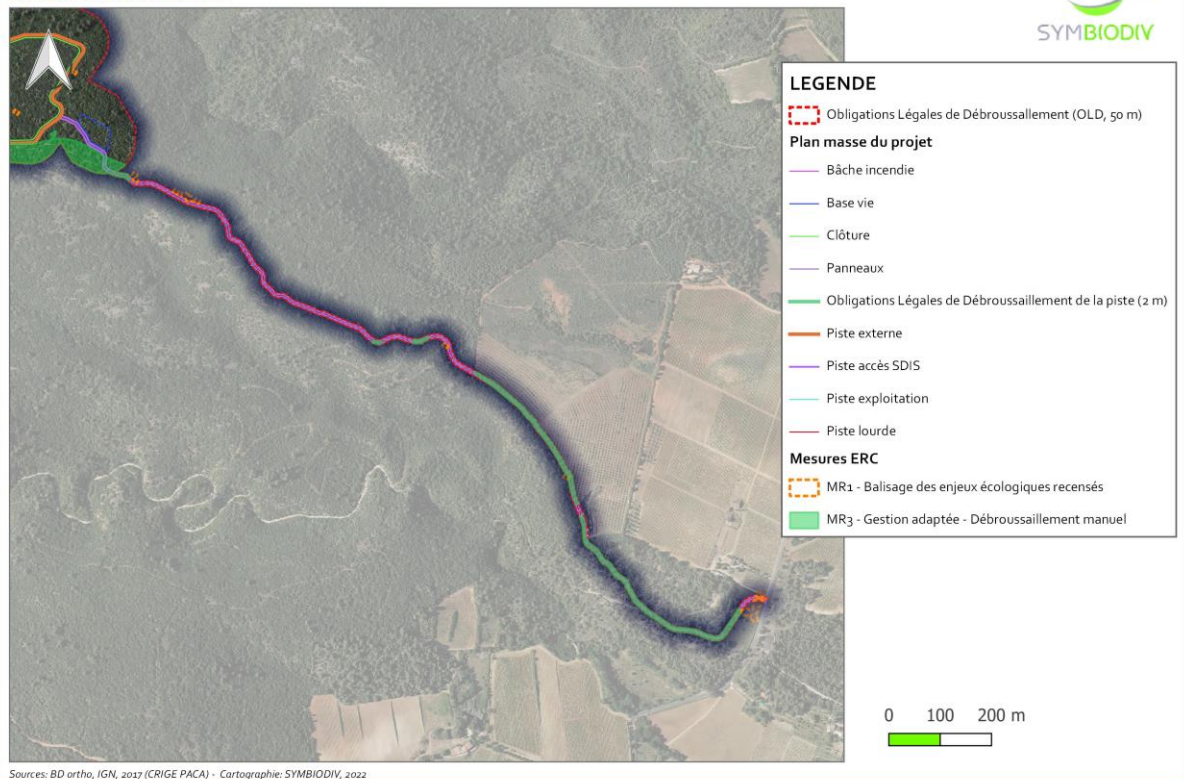 SYMBIODIV
LEGENDE
Obligations Légales de Débroussallement (OLD, 50 m)
Plan masse du projet
Bâche incendie
Base vie
Clôture
Panneaux
Obligations Légales de Débroussaillement de la piste (2 m)
Piste externe
Piste accès SDIS
Piste exploitation
Piste lourde
Mesures ERC
MR1 - Balisage des enjeux écologiques recensés
MR3 - Gestion adaptée - Débroussaillement manuel
0 100 200 m
Sources: BD ortho, IGN, 2017 (CRIGE PACA) - Cartographie: SYMBIODIV, 2022